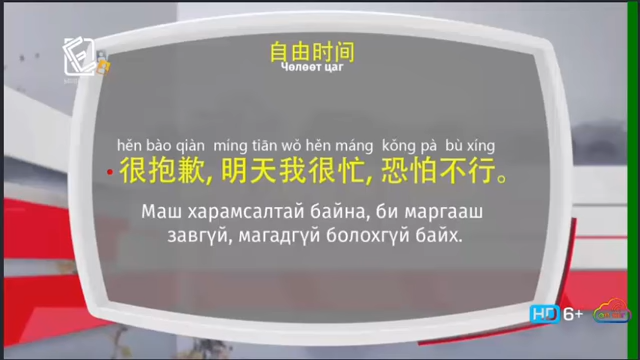 自由时间
Чөлөөт цаг
hěn bào qiàn míng tiān wǒ hěn máng kǒng pà bù xíng
• 很抱歉, 明天我很忙, 恐怕不行。
Маш харамсалтай байна, би маргааш
завгүй, магадгүй болохгүй байх.
HD 6+